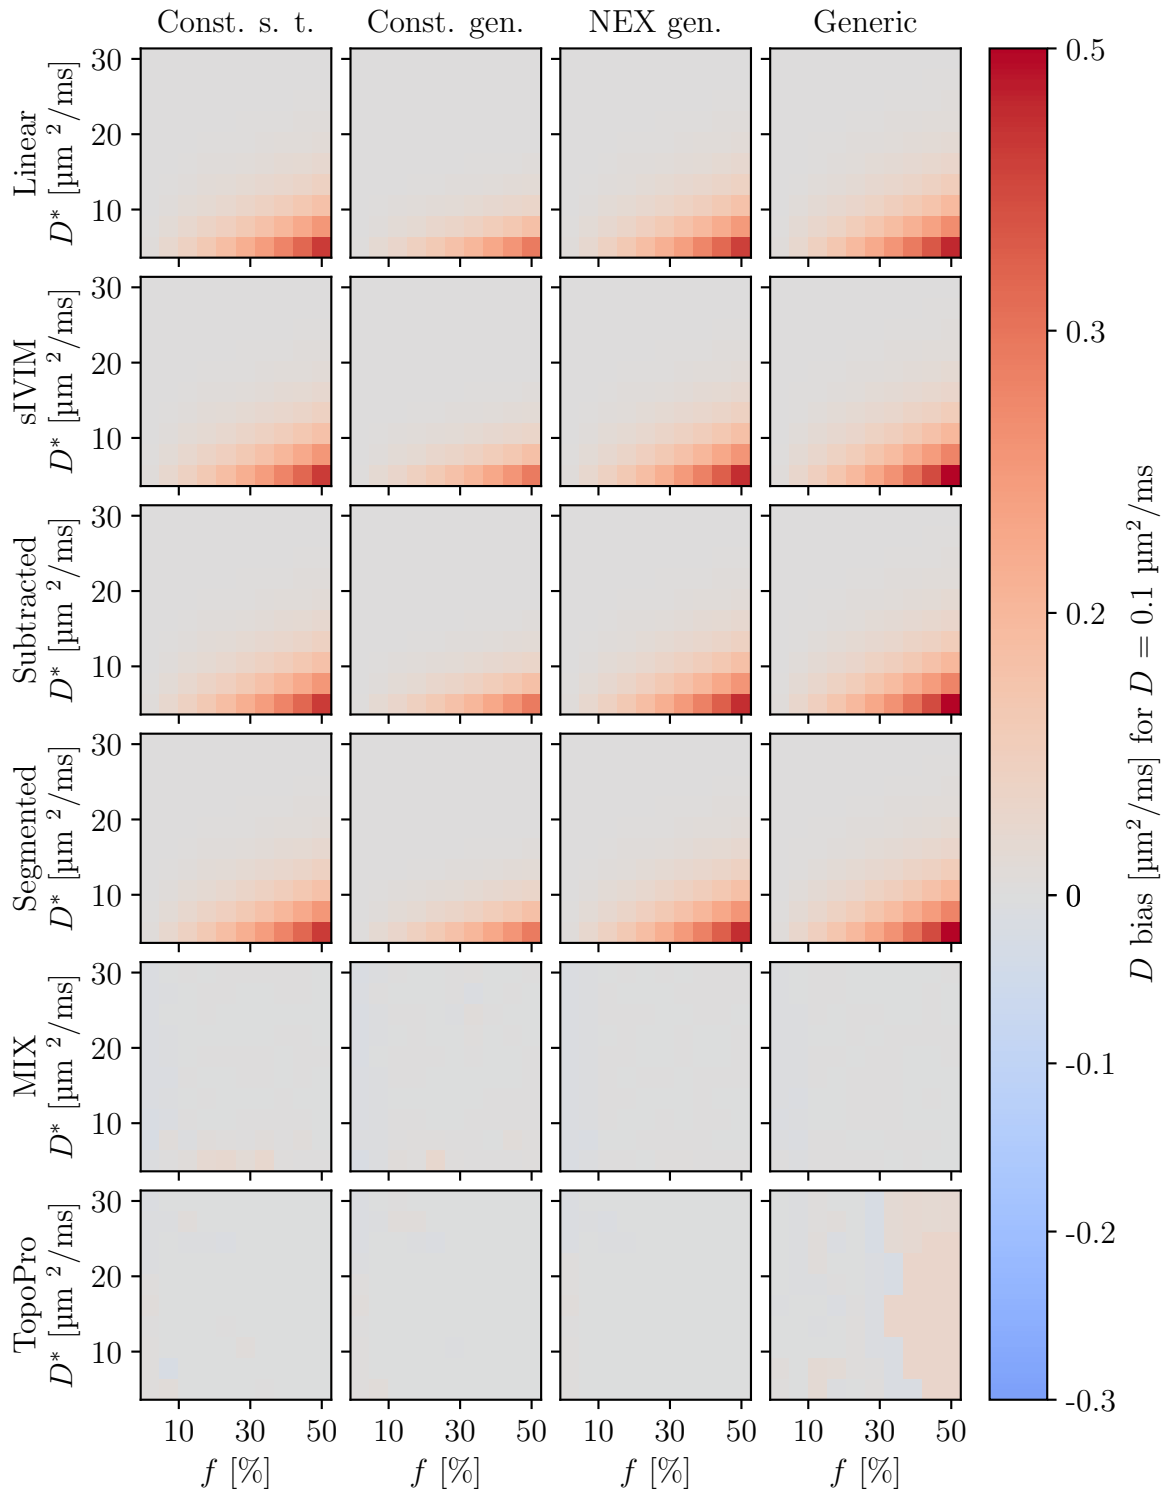 Const. s. t. Const. gen. NEX gen. Generic
Linear
D* [µm ²/ms]
30
20
10
sIVIM
D* [µm ²/ms]
30
20
10
Subtracted
D* [µm ²/ms]
30
20
10
Segmented
D* [µm ²/ms]
30
20
10
MIX
D* [µm ²/ms]
30
20
10
TopoPro
D* [µm ²/ms]
30
20
10
10 30 50 10 30 50 10 30 50 10 30 50
f [%] f [%] f [%] f [%]
0.5
0.3
0.2
0
-0.1
-0.2
-0.3
D bias [µm²/ms] for D = 0.1 µm²/ms